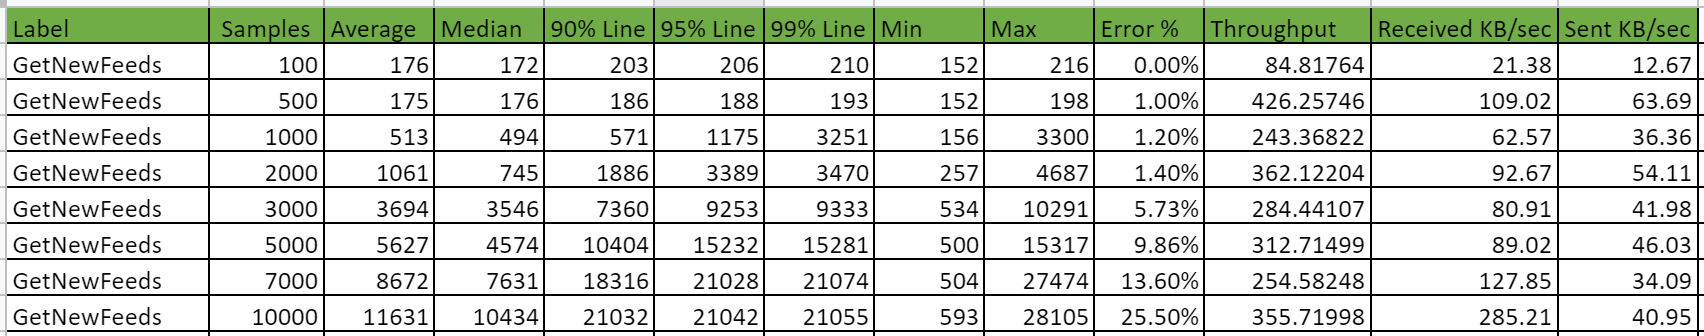 Label Samples Average Median 90% Line 95% Line 99% Line Min Max Error % Throughput Received KB/sec Sent KB/sec
GetNewFeeds 100 176 172 203 206 210 152 216 0.00% 84.81764 21.38 12.67
GetNewFeeds 500 175 176 186 188 193 152 198 1.00% 426.25746 109.02 63.69
GetNewFeeds 1000 513 494 571 1175 3251 156 3300 1.20% 243.36822 62.57 36.36
GetNewFeeds 2000 1061 745 1886 3389 3470 257 4687 1.40% 362.12204 92.67 54.11
GetNewFeeds 3000 3694 3546 7360 9253 9333 534 10291 5.73% 284.44107 80.91 41.98
GetNewFeeds 5000 5627 4574 10404 15232 15281 500 15317 9.86% 312.71499 89.02 46.03
GetNewFeeds 7000 8672 7631 18316 21028 21074 504 27474 13.60% 254.58248 127.85 34.09
GetNewFeeds 10000 11631 10434 21032 21042 21055 593 28105 25.50% 355.71998 285.21 40.95